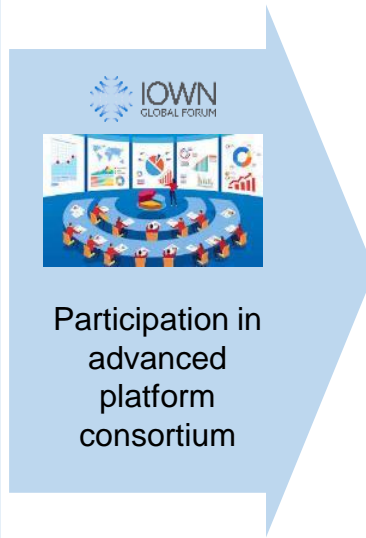 IOWN
GLOBAL FORUM
Participation in
advanced
platform
consortium